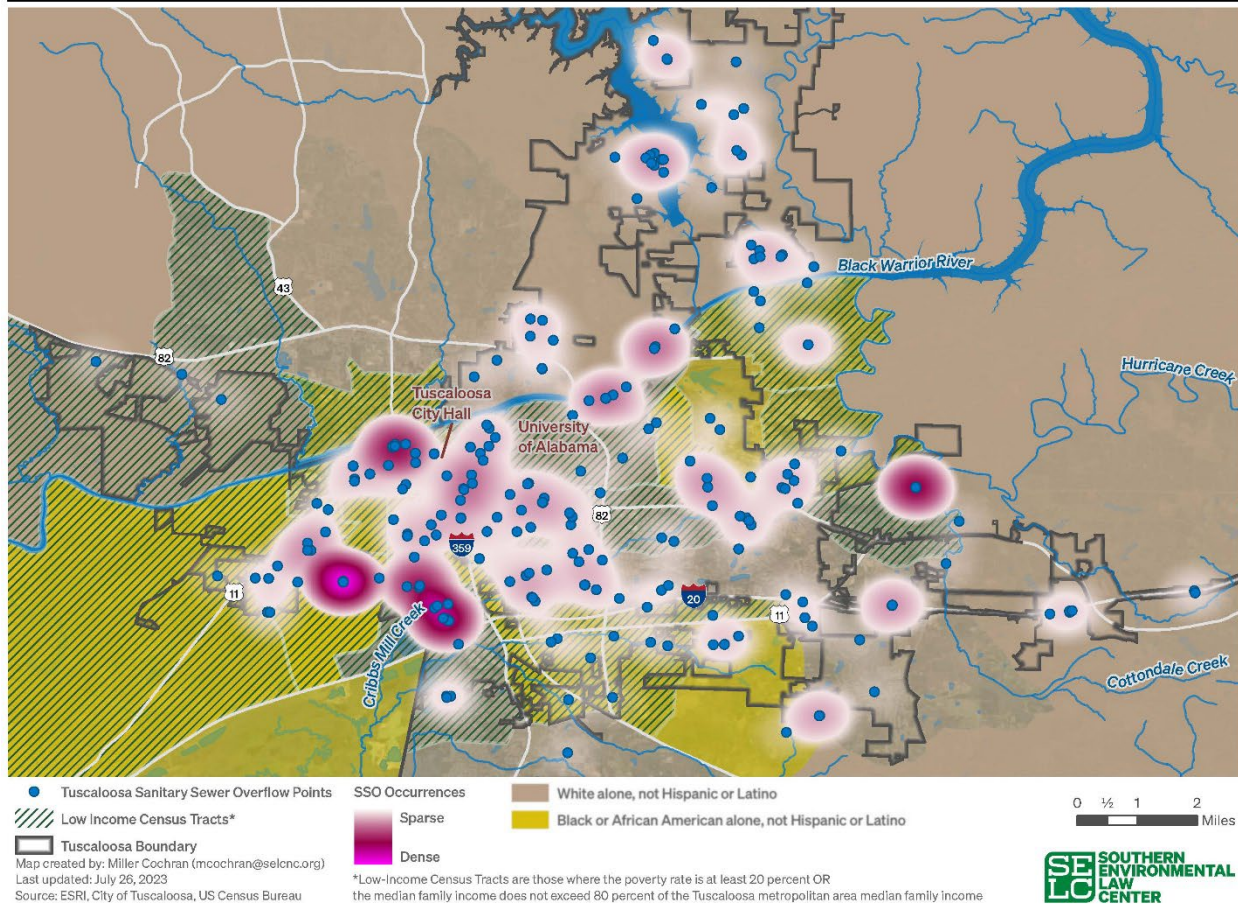 43
82
Black Warrior River
Hurricane Creek
Tuscaloosa
City Hall
University
of Alabama
82
359
11
20
11
Cribbs Mill Creek
Cottondale Creek
Tuscaloosa Sanitary Sewer Overflow Points
Low Income Census Tracts*
Tuscaloosa Boundary
Map created by: Miller Cochran (mcochran@selcnc.org)
Last updated: July 26, 2023
Source: ESRI, City of Tuscaloosa, US Census Bureau
SSO Occurrences
Sparse
Dense
White alone, not Hispanic or Latino
Black or African American alone, not Hispanic or Latino
*Low-Income Census Tracts are those where the poverty rate is at least 20 percent OR
the median family income does not exceed 80 percent of the Tuscaloosa metropolitan area median family income
0 ½ 1 2
Miles
SE
LC
SOUTHERN
ENVIRONMENTAL
LAW
CENTER